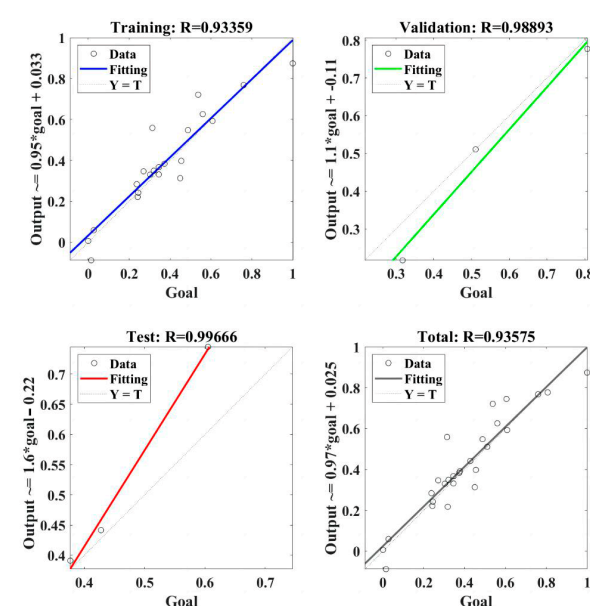 Training: R=0.93359
Output ~= 0.95*goal + 0.033
1
0.8
0.6
0.4
0.2
0
Data
Fitting
Y = T
0 0.2 0.4 0.6 0.8 1
Goal
Validation: R=0.98893
Output ~= 1.1*goal + -0.11
0.8
0.7
0.6
0.5
0.4
0.3
Data
Fitting
Y = T
0.3 0.4 0.5 0.6 0.7 0.8
Goal
Test: R=0.99666
Output ~= 1.6*goal– 0.22
0.7
0.65
0.6
0.55
0.5
0.45
0.4
Data
Fitting
Y = T
0.4 0.5 0.6 0.7
Goal
Total: R=0.93575
Output ~= 0.97*goal + 0.025
1
0.8
0.6
0.4
0.2
0
Data
Fitting
Y = T
0 0.2 0.4 0.6 0.8 1
Goal